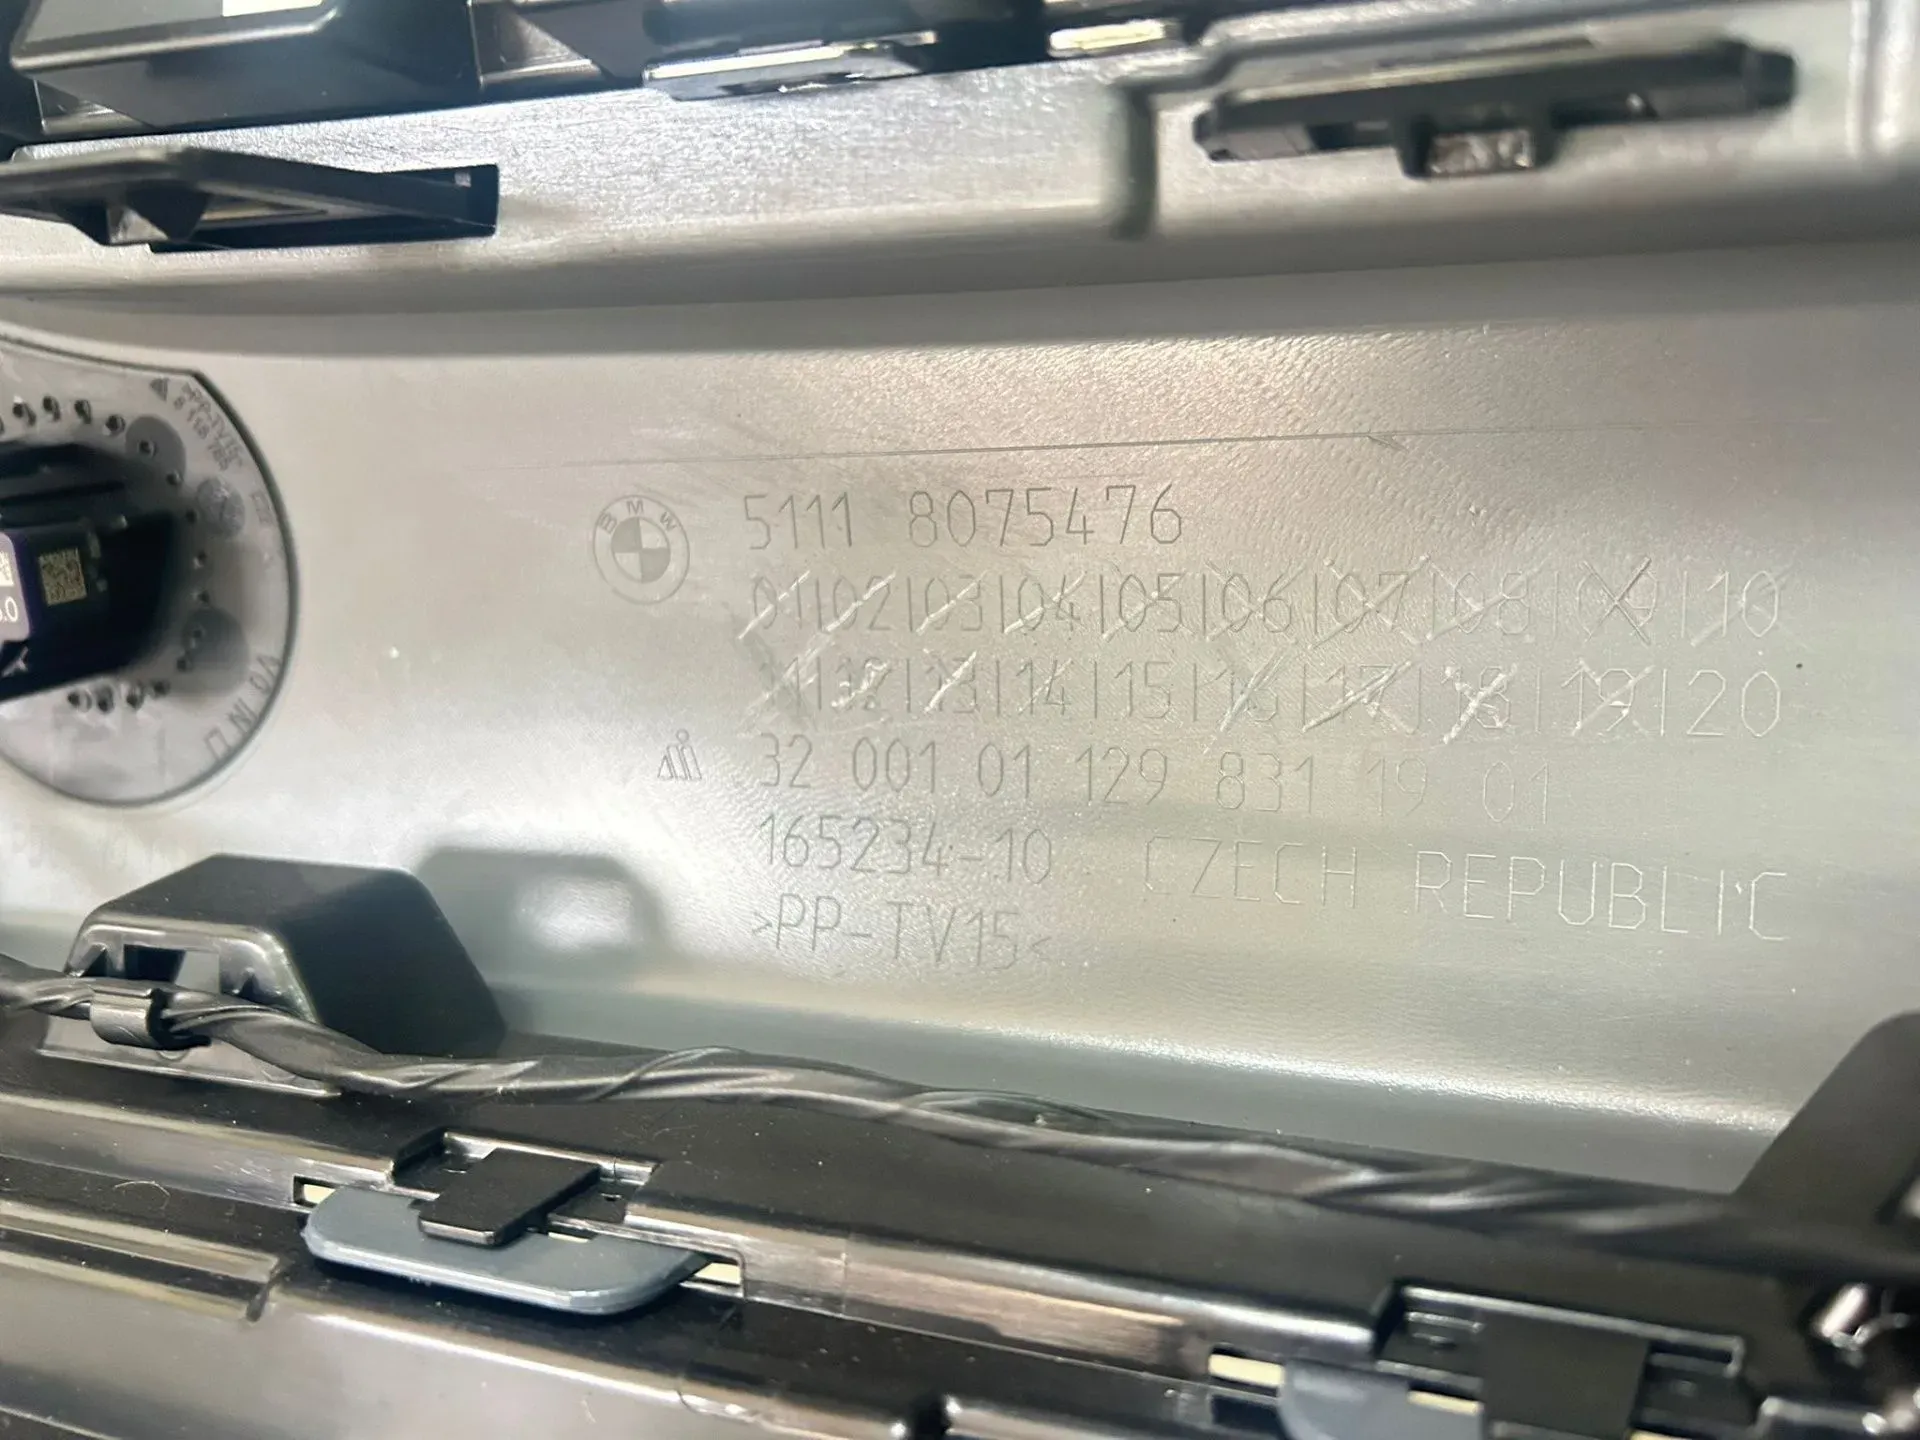 BMW
5111 8075476
01|02|03|04|05|06|07|08|09|10
11|12|13|14|15|16|17|18|19|20
32 001 01 129 831 19 01
165234-10 CZECH REPUBLIC
>PP-TV15<